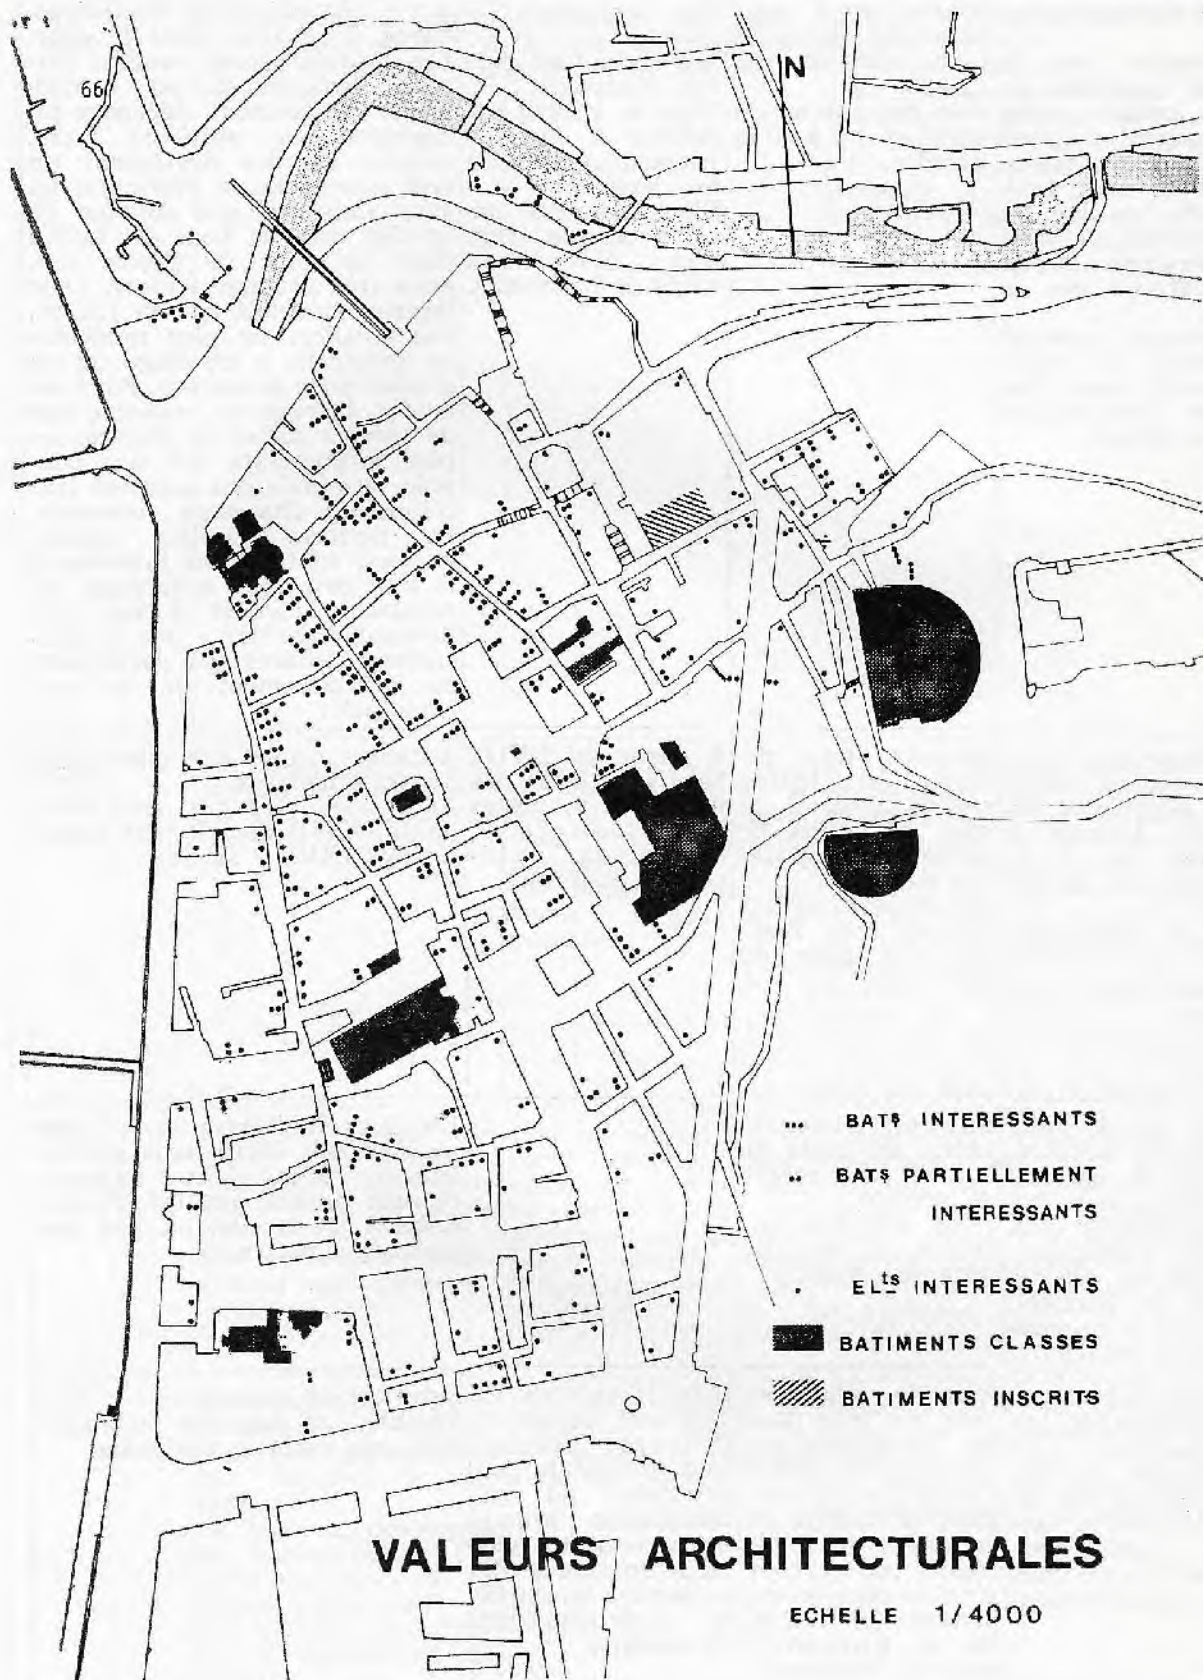 66
N
••• BATs INTERESSANTS
•• BATs PARTIELLEMENT
INTERESSANTS
• ELts INTERESSANTS
BATIMENTS CLASSES
BATIMENTS INSCRITS
VALEURS ARCHITECTURALES
ECHELLE 1/4000